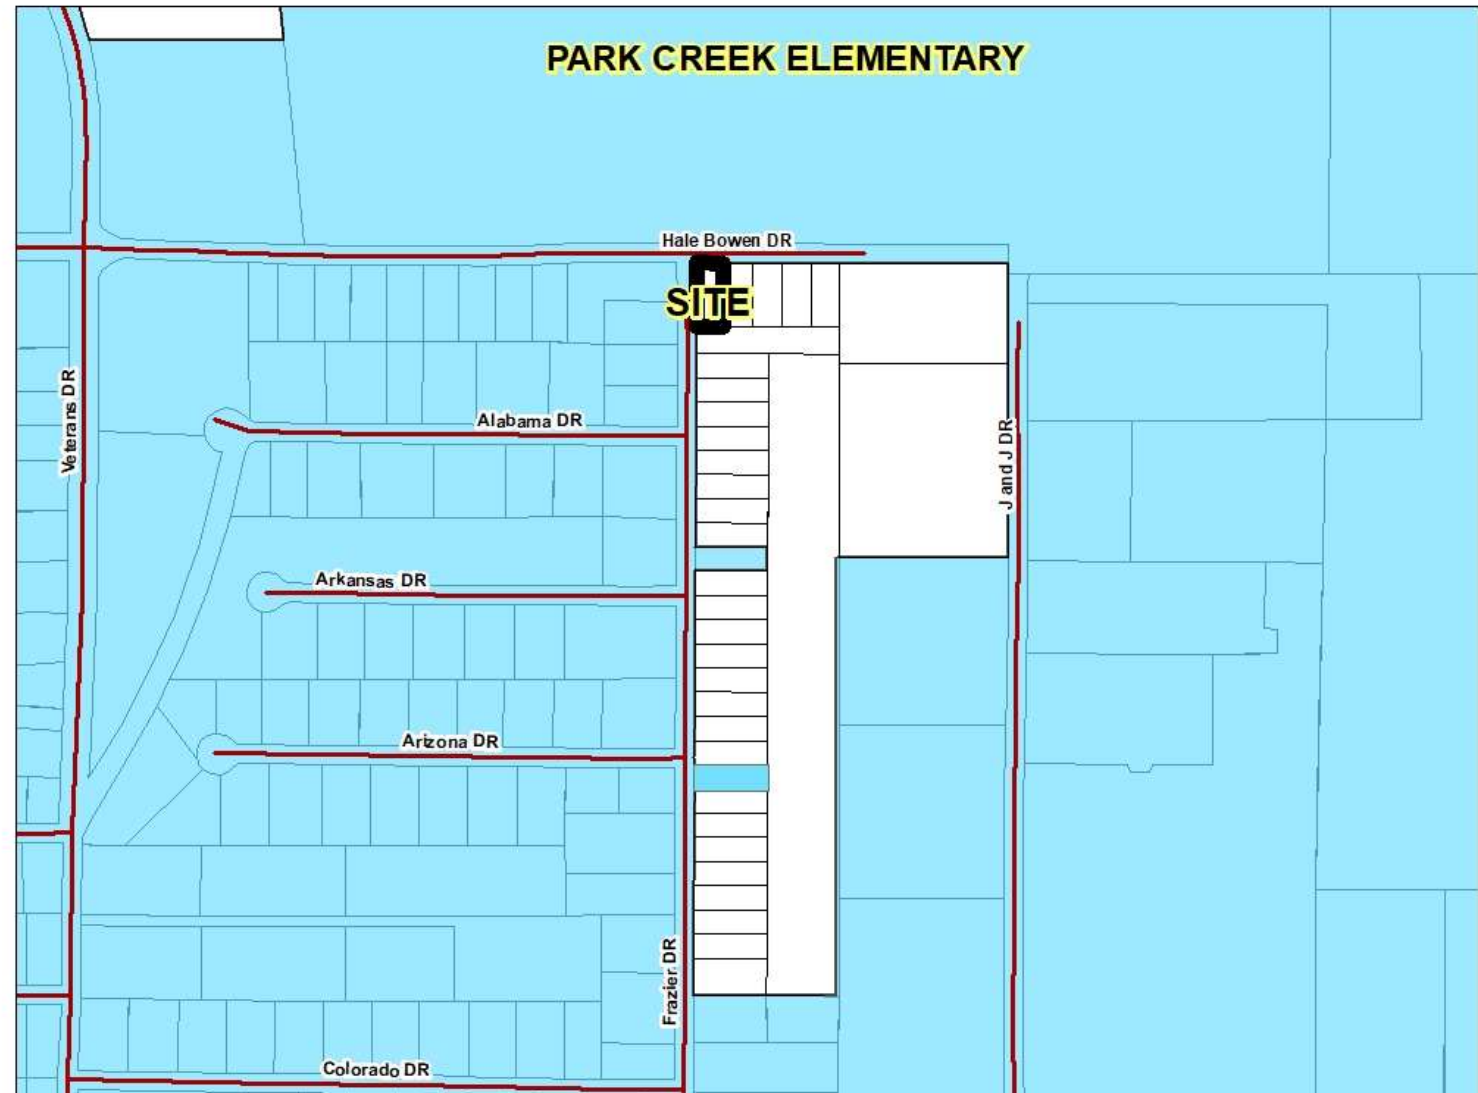 PARK CREEK ELEMENTARY
Hale Bowen DR
SITE
Veterans DR
Alabama DR
J and J DR
Arkansas DR
Arizona DR
Frazier DR
Colorado DR